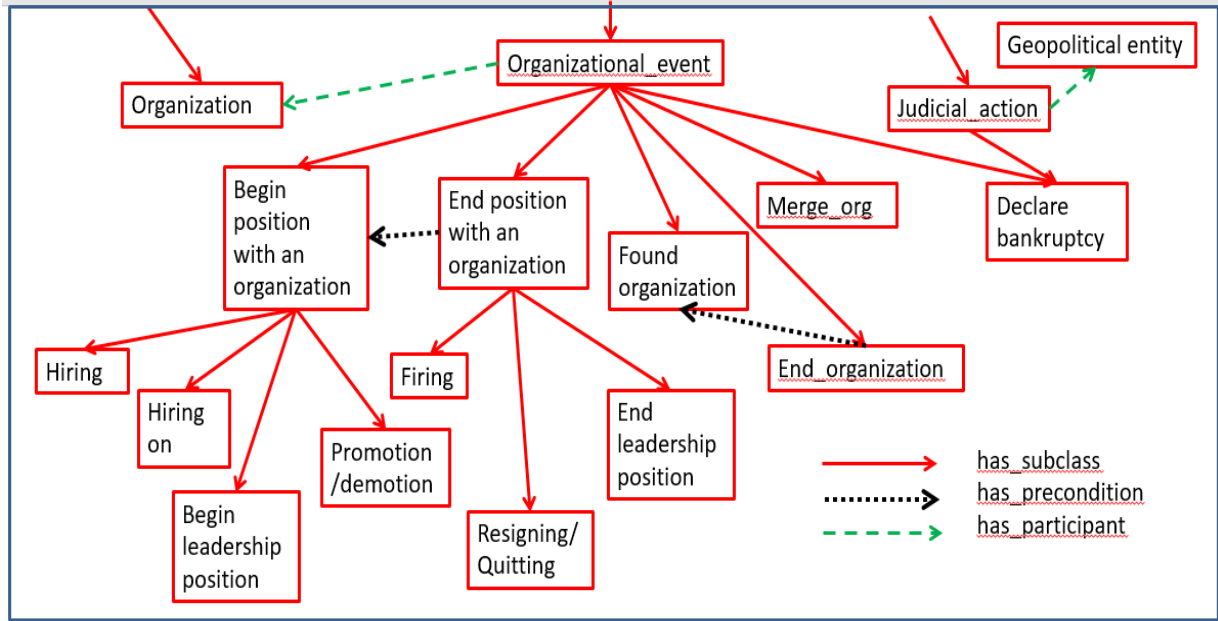 Organizational_event
Geopolitical entity
Organization
Judicial_action
Begin
position
with an
organization
End position
with an
organization
Merge_org
Declare
bankruptcy
Found
organization
Hiring
Firing
End_organization
Hiring
on
Promotion
/demotion
End
leadership
position
Begin
leadership
position
Resigning/
Quitting
has_subclass
has_precondition
has_participant